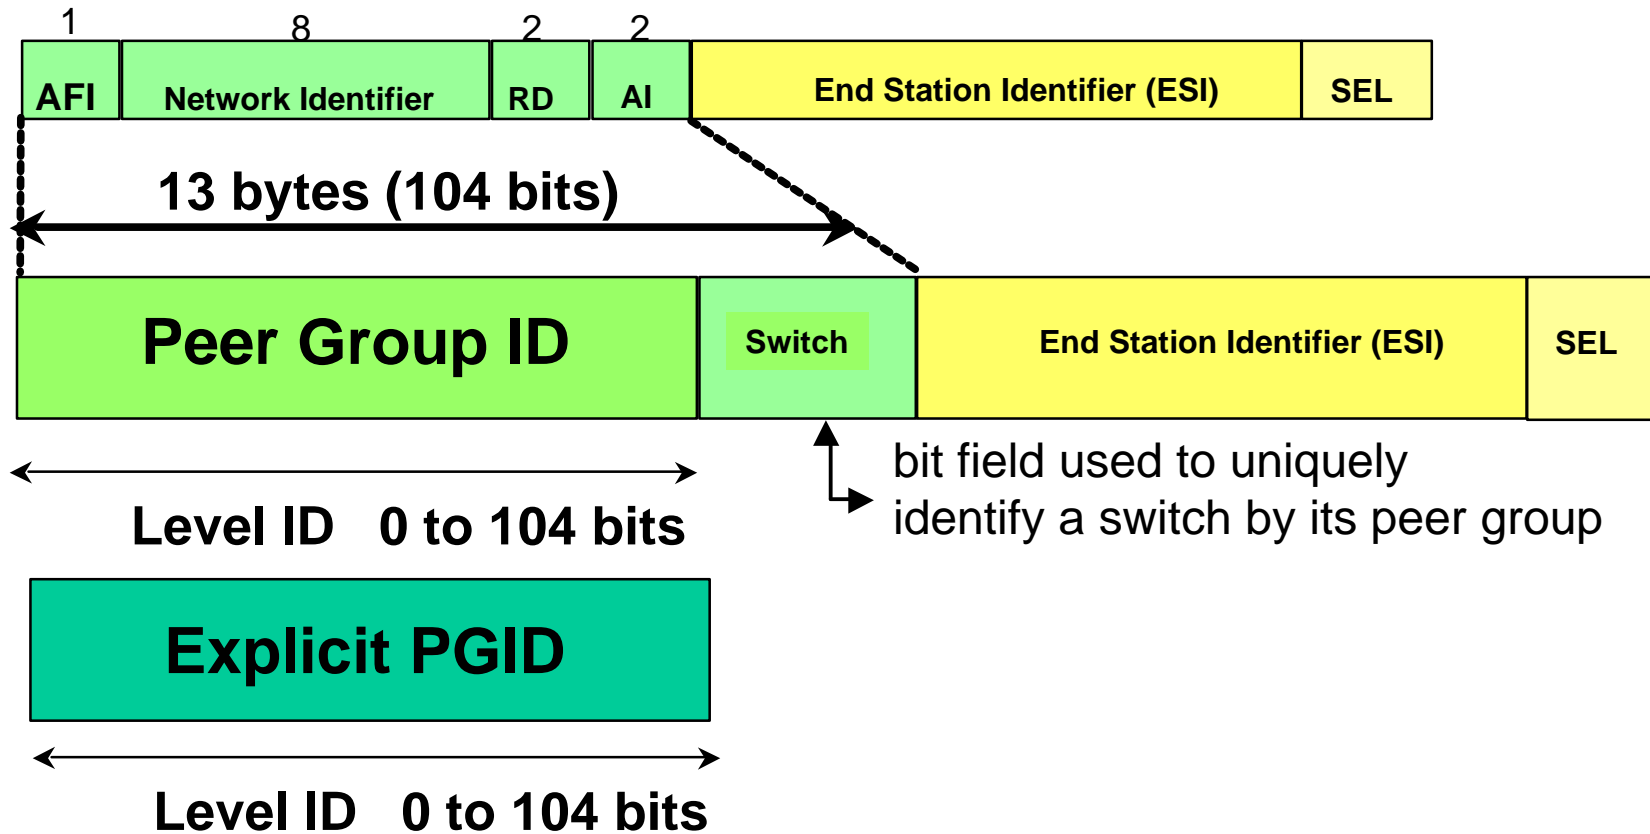 1 8 2 2
AFI Network Identifier RD AI End Station Identifier (ESI) SEL
13 bytes (104 bits)
Peer Group ID Switch End Station Identifier (ESI) SEL
bit field used to uniquely
identify a switch by its peer group
Level ID 0 to 104 bits
Explicit PGID
Level ID 0 to 104 bits